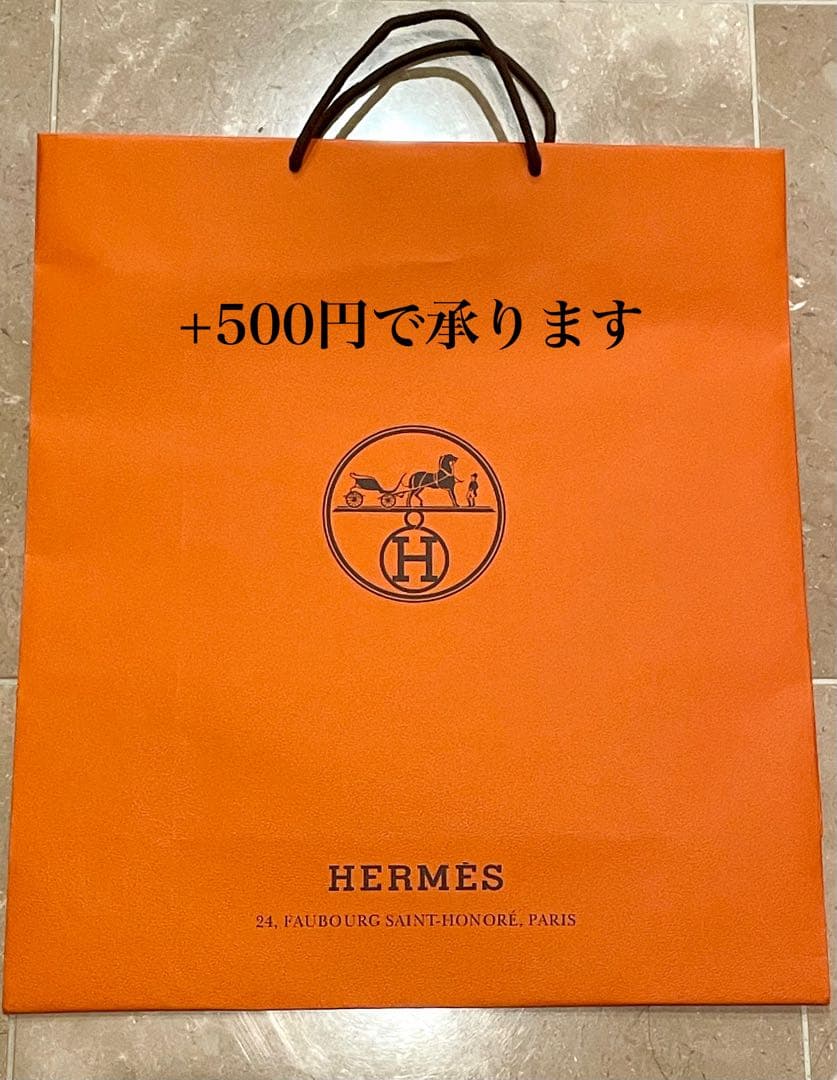 +500円で承ります
H
HERMÈS
24, FAUBOURG SAINT-HONORÉ, PARIS